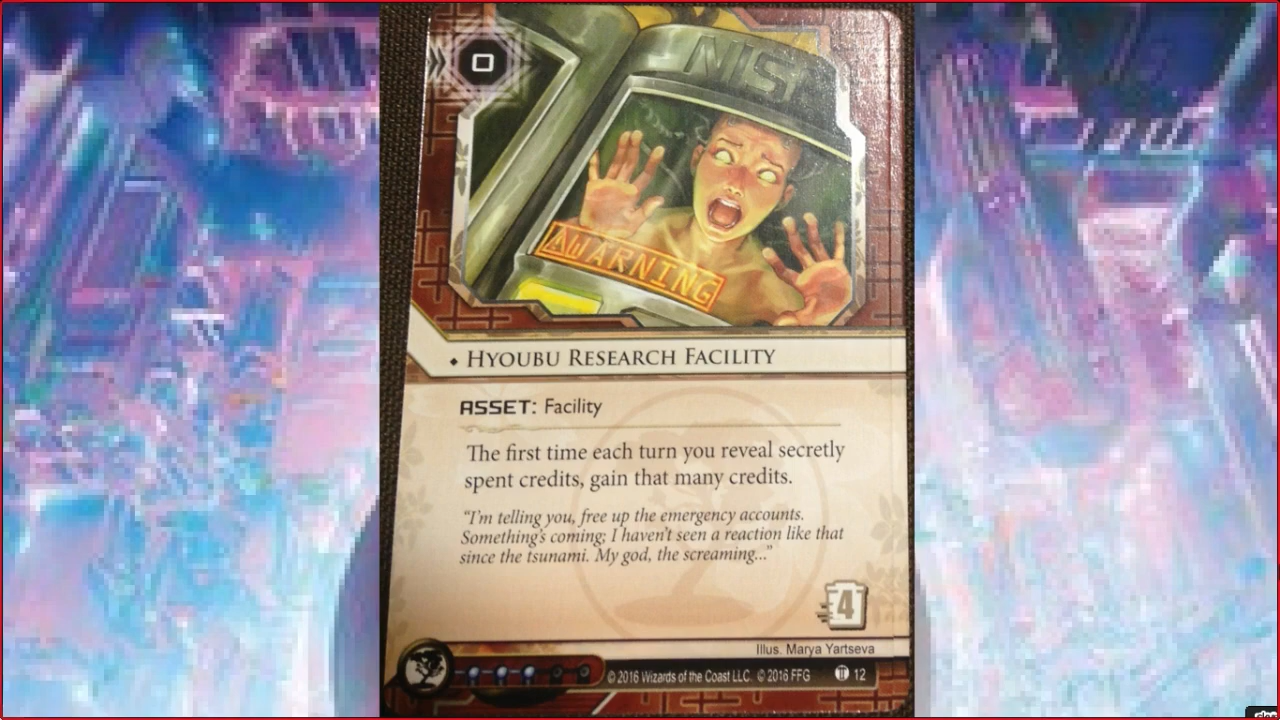 0
NISE
WARNING
HYOUBU RESEARCH FACILITY
ASSET: Facility
The first time each turn you reveal secretly
spent credits, gain that many credits.
“I'm telling you, free up the emergency accounts.
Something's coming; I haven't seen a reaction like that
since the tsunami. My god, the screaming...”
4
Illus. Marya Yartseva
© 2016 Wizards of the Coast LLC. © 2016 FFG 12